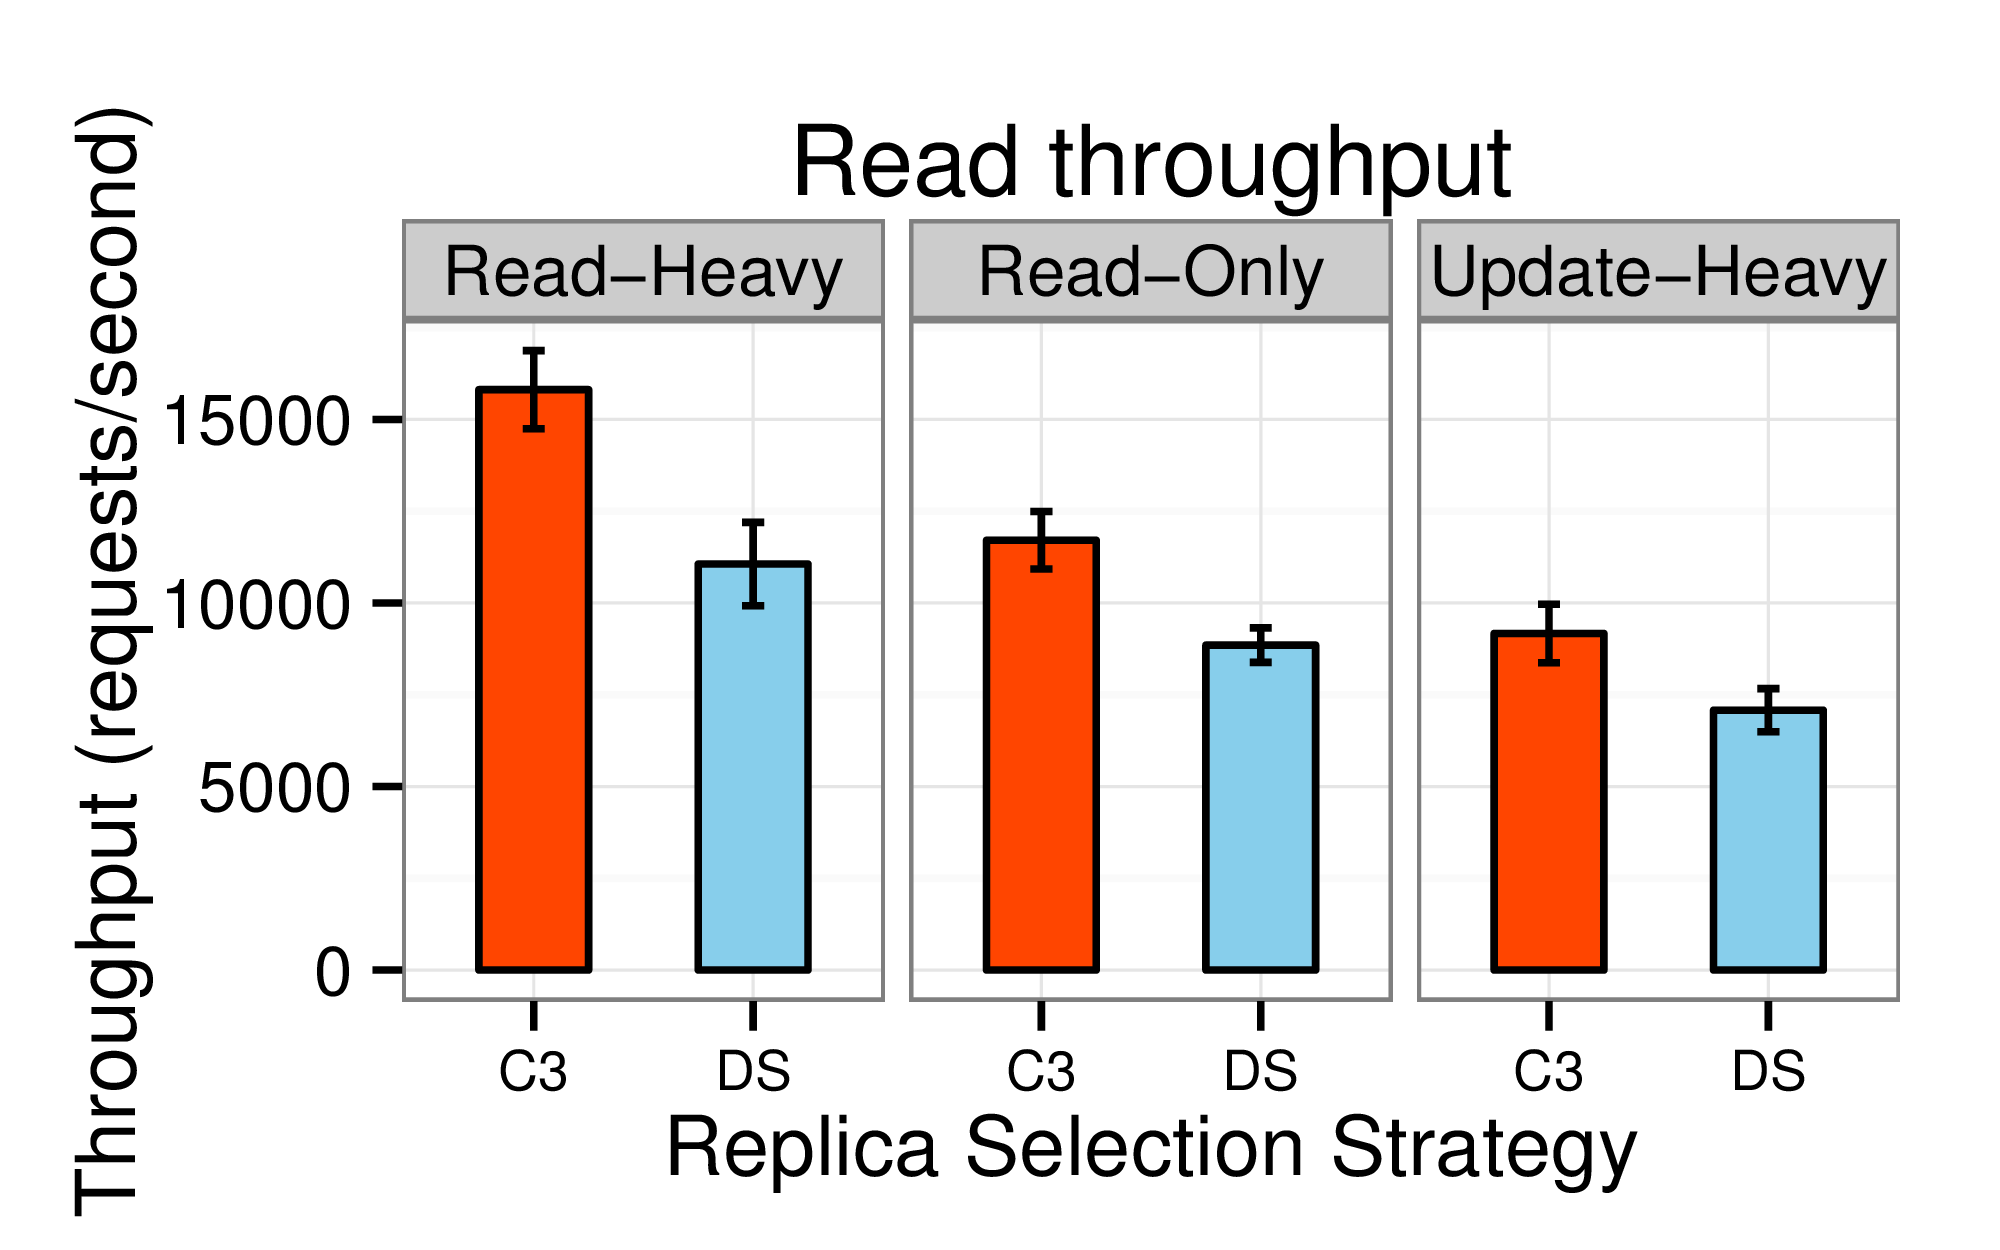 Read throughput
Read−Heavy
Read−Only
Update−Heavy
Throughput (requests/second)
15000
10000
5000
0
C3 DS C3 DS C3 DS
Replica Selection Strategy